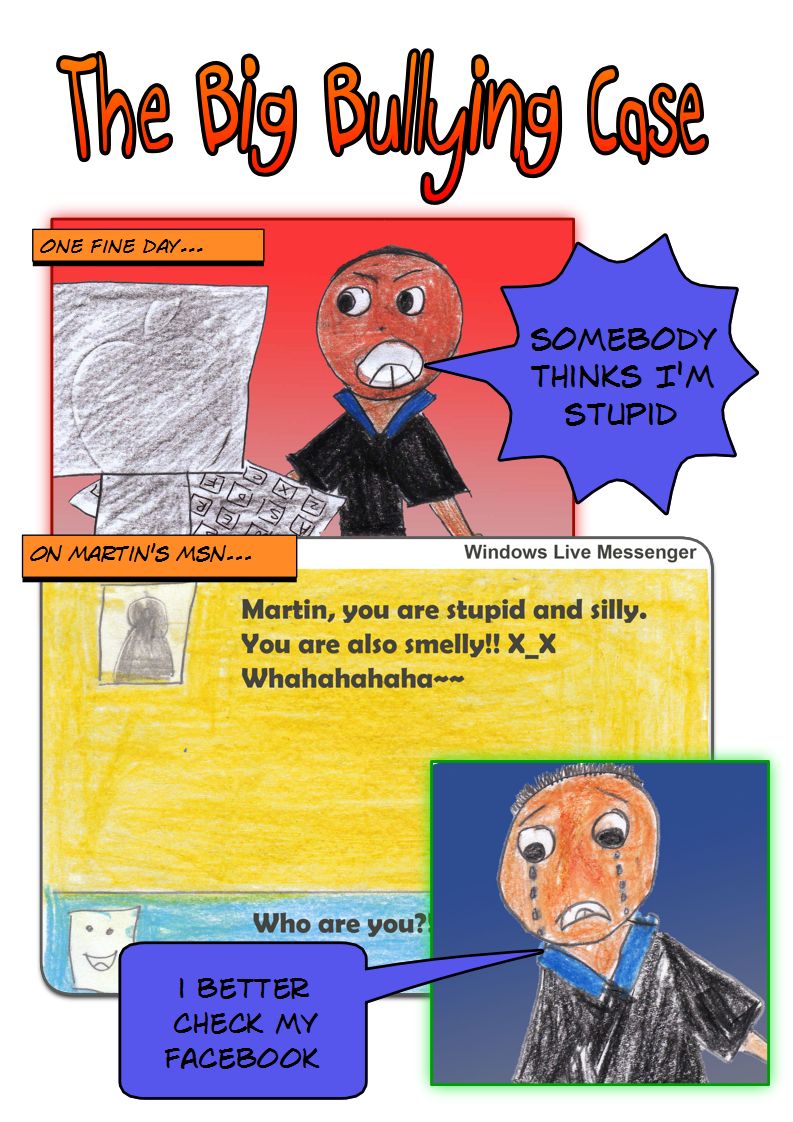 The Big Bullying Case
ONE FINE DAY...
SOMEBODY
THINKS I'M
STUPID
ON MARTIN'S MSN...
Windows Live Messenger
Martin, you are stupid and silly.
You are also smelly!! X_X
Whahahahaha~~
Who are you?!
I BETTER
CHECK MY
FACEBOOK